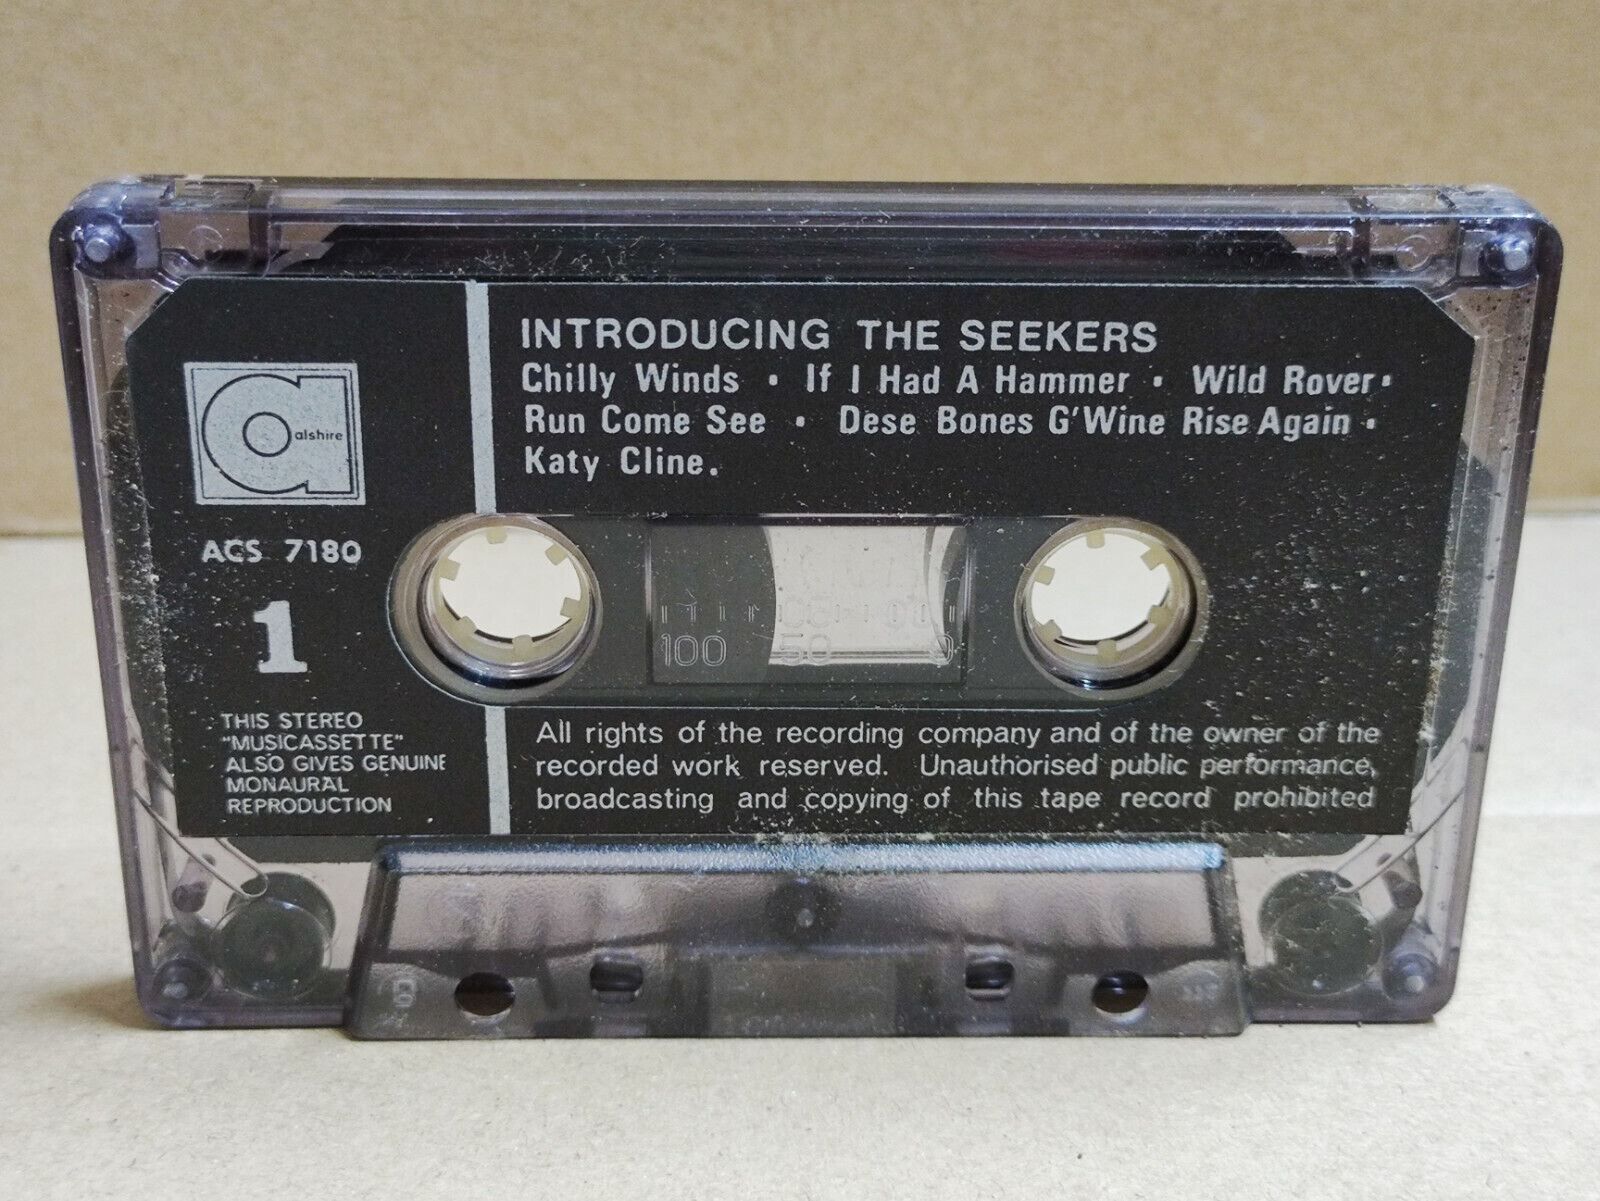 INTRODUCING THE SEEKERS
Chilly Winds • If I Had A Hammer • Wild Rover •
Run Come See • Dese Bones G'Wine Rise Again •
Katy Cline.
alshire
ACS 7180
1
100 50 0
THIS STEREO
"MUSICASSETTE"
ALSO GIVES GENUINE
MONAURAL
REPRODUCTION
All rights of the recording company and of the owner of the
recorded work reserved. Unauthorised public performance,
broadcasting and copying of this tape record prohibited